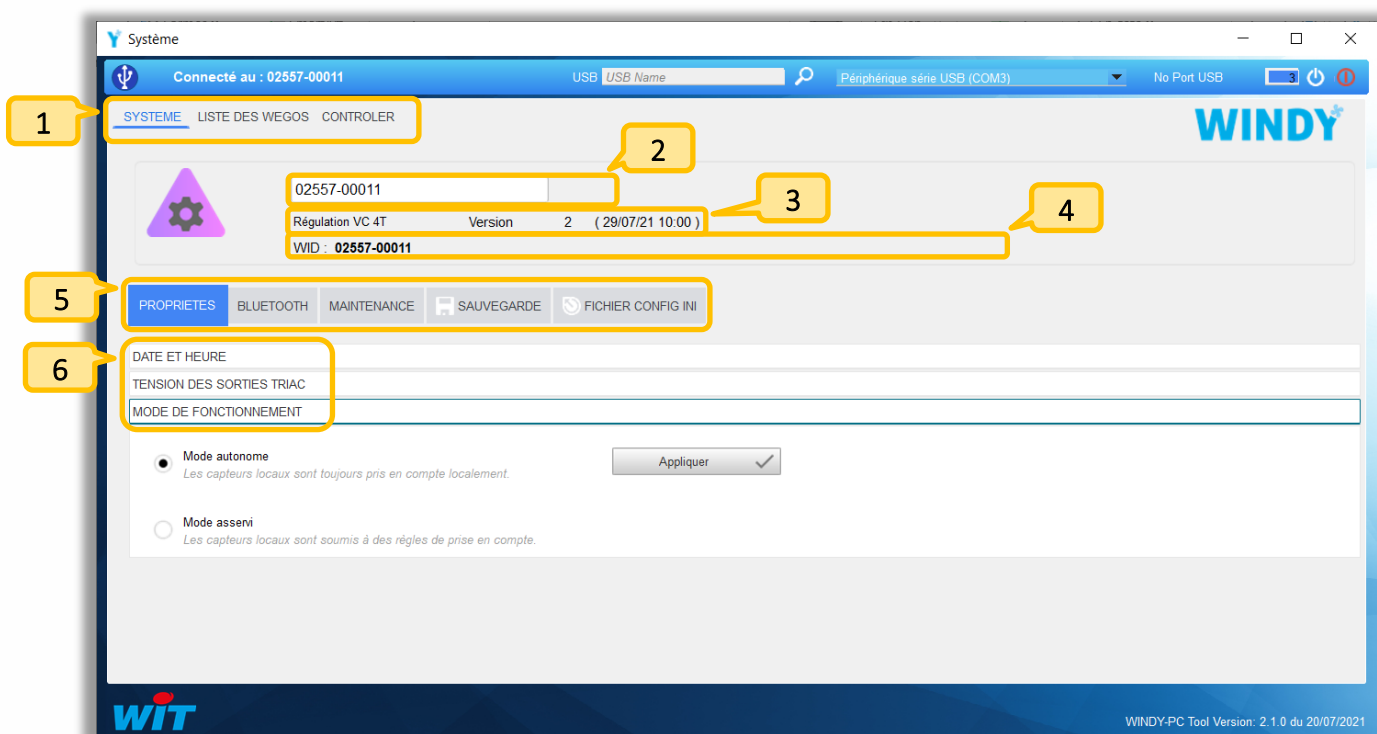 Système
Connecté au : 02557-00011 USB USB Name Périphérique série USB (COM3) No Port USB 3
1
SYSTEME LISTE DES WEGOS CONTROLER
WINDY
2
02557-00011
3
Régulation VC 4T Version 2 ( 29/07/21 10:00 )
4
WID : 02557-00011
5
PROPRIETES BLUETOOTH MAINTENANCE SAUVEGARDE FICHIER CONFIG INI
6
DATE ET HEURE
TENSION DES SORTIES TRIAC
MODE DE FONCTIONNEMENT
Mode autonome
Les capteurs locaux sont toujours pris en compte localement.
Appliquer
Mode asservi
Les capteurs locaux sont soumis à des règles de prise en compte.
WiT
WINDY-PC Tool Version: 2.1.0 du 20/07/2021